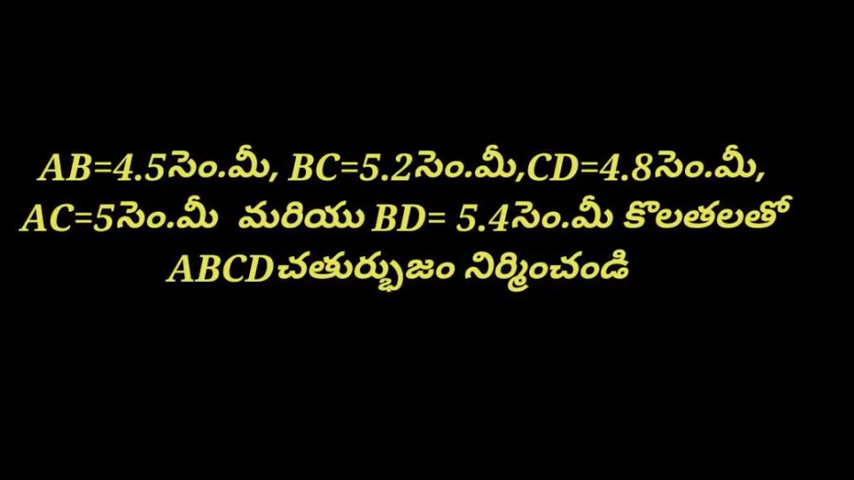 AB=4.5సెం.మీ, BC=5.2సెం.మీ,CD=4.8సెం.మీ,
AC=5సెం.మీ మరియు BD= 5.4సెం.మీ కొలతలతో
ABCDచతుర్భుజం నిర్మించండి